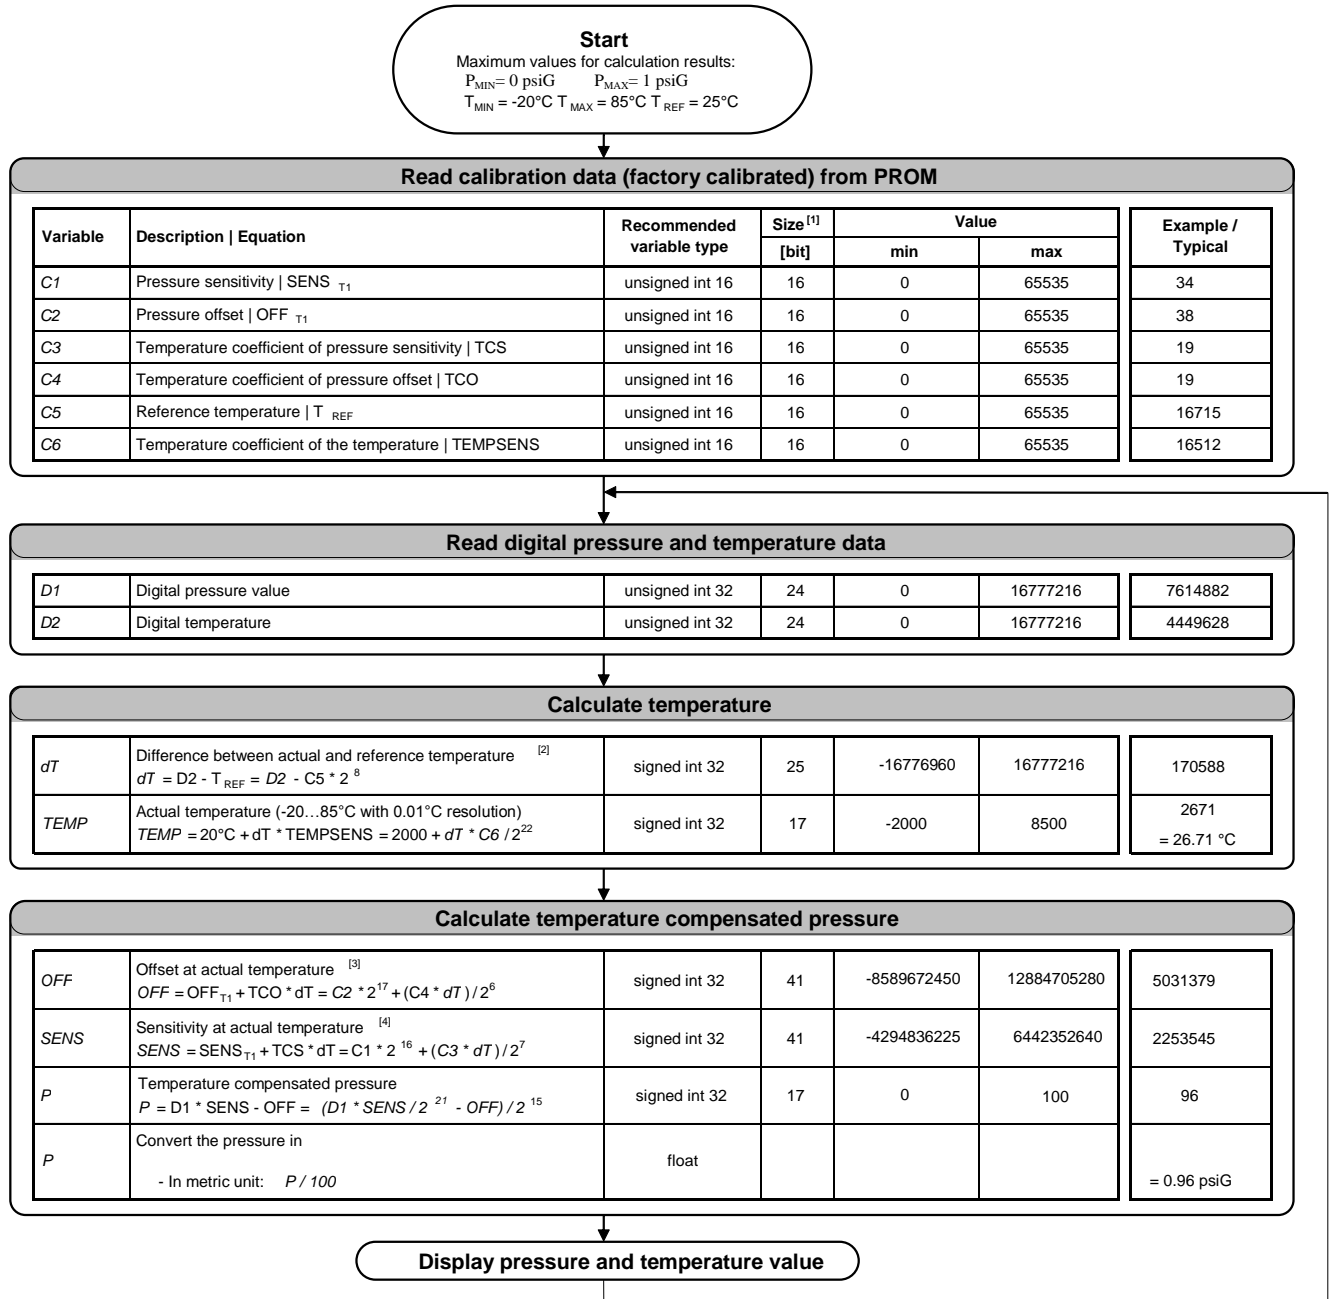 Start
Maximum values for calculation results:
PMIN= 0 psiG PMAX= 1 psiG
TMIN = -20°C T MAX = 85°C T REF = 25°C
Read calibration data (factory calibrated) from PROM
Variable Description | Equation Recommended variable type Size [1] [bit] Value min max Example / Typical
C1 Pressure sensitivity | SENS T1 unsigned int 16 16 0 65535 34
C2 Pressure offset | OFF T1 unsigned int 16 16 0 65535 38
C3 Temperature coefficient of pressure sensitivity | TCS unsigned int 16 16 0 65535 19
C4 Temperature coefficient of pressure offset | TCO unsigned int 16 16 0 65535 19
C5 Reference temperature | T REF unsigned int 16 16 0 65535 16715
C6 Temperature coefficient of the temperature | TEMPSENS unsigned int 16 16 0 65535 16512
Read digital pressure and temperature data
D1 Digital pressure value unsigned int 32 24 0 16777216 7614882
D2 Digital temperature unsigned int 32 24 0 16777216 4449628
Calculate temperature
Difference between actual and reference temperature [2]
dT dT = D2 - T REF = D2 - C5 * 2 8 signed int 32 25 -16776960 16777216 170588
Actual temperature (-20…85°C with 0.01°C resolution) 2671
TEMP TEMP = 20°C + dT * TEMPSENS = 2000 + dT * C6 / 2 22 signed int 32 17 -2000 8500 = 26.71 °C
Calculate temperature compensated pressure
Offset at actual temperature [3]
OFF OFF = OFF T1 + TCO * dT = C2 * 2 17 + (C4 * dT ) / 2 6 signed int 32 41 -8589672450 12884705280 5031379
Sensitivity at actual temperature [4]
SENS SENS = SENS T1 + TCS * dT = C1 * 2 16 + (C3 * dT ) / 2 7 signed int 32 41 -4294836225 6442352640 2253545
Temperature compensated pressure
P P = D1 * SENS - OFF = (D1 * SENS / 2 21 - OFF) / 2 15 signed int 32 17 0 100 96
Convert the pressure in
P float
- In metric unit: P / 100 = 0.96 psiG
Display pressure and temperature value